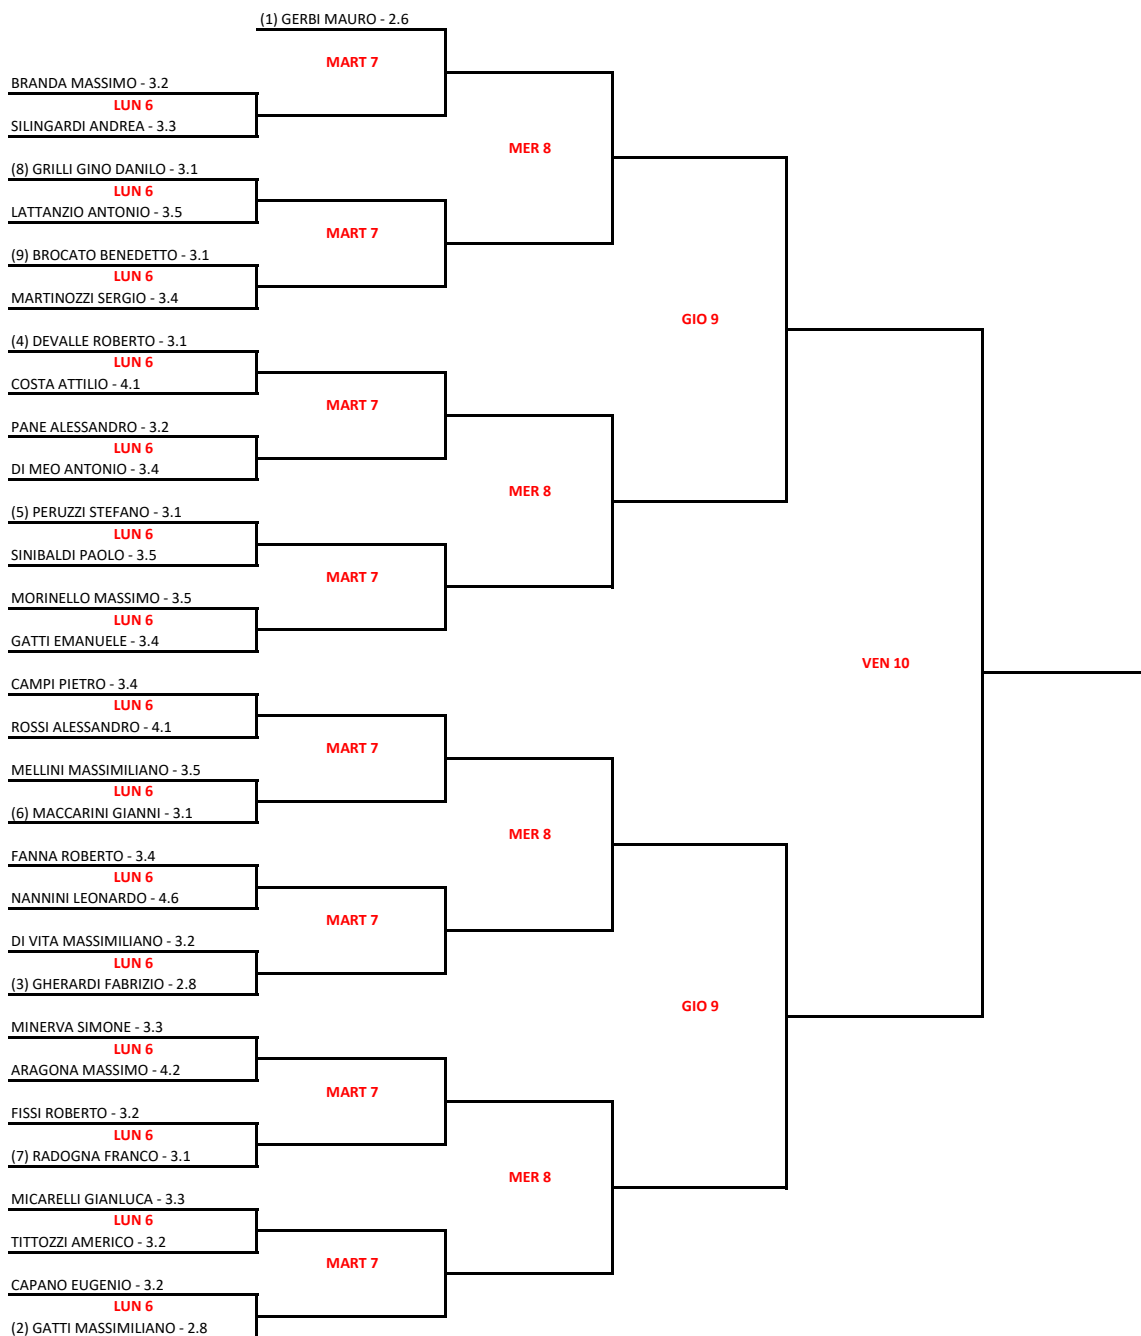 (1) GERBI MAURO - 2.6
MART 7
BRANDA MASSIMO - 3.2
LUN 6
SILINGARDI ANDREA - 3.3
MER 8
(8) GRILLI GINO DANILO - 3.1
LUN 6
LATTANZIO ANTONIO - 3.5
MART 7
(9) BROCATO BENEDETTO - 3.1
LUN 6
MARTINOZZI SERGIO - 3.4
GIO 9
(4) DEVALLE ROBERTO - 3.1
LUN 6
COSTA ATTILIO - 4.1
MART 7
PANE ALESSANDRO - 3.2
LUN 6
DI MEO ANTONIO - 3.4
MER 8
(5) PERUZZI STEFANO - 3.1
LUN 6
SINIBALDI PAOLO - 3.5
MART 7
MORINELLO MASSIMO - 3.5
LUN 6
GATTI EMANUELE - 3.4
VEN 10
CAMPI PIETRO - 3.4
LUN 6
ROSSI ALESSANDRO - 4.1
MART 7
MELLINI MASSIMILIANO - 3.5
LUN 6
(6) MACCARINI GIANNI - 3.1
MER 8
FANNA ROBERTO - 3.4
LUN 6
NANNINI LEONARDO - 4.6
MART 7
DI VITA MASSIMILIANO - 3.2
LUN 6
(3) GHERARDI FABRIZIO - 2.8
GIO 9
MINERVA SIMONE - 3.3
LUN 6
ARAGONA MASSIMO - 4.2
MART 7
FISSI ROBERTO - 3.2
LUN 6
(7) RADOGNA FRANCO - 3.1
MER 8
MICARELLI GIANLUCA - 3.3
LUN 6
TITTOZZI AMERICO - 3.2
MART 7
CAPANO EUGENIO - 3.2
LUN 6
(2) GATTI MASSIMILIANO - 2.8